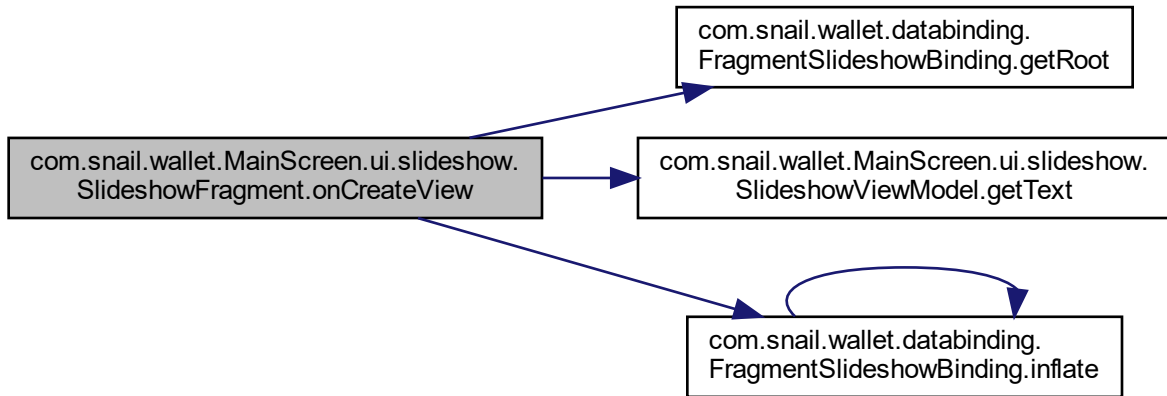 com.snail.wallet.databinding.
FragmentSlideshowBinding.getRoot
com.snail.wallet.MainScreen.ui.slideshow.
SlideshowFragment.onCreateView
com.snail.wallet.MainScreen.ui.slideshow.
SlideshowViewModel.getText
com.snail.wallet.databinding.
FragmentSlideshowBinding.inflate